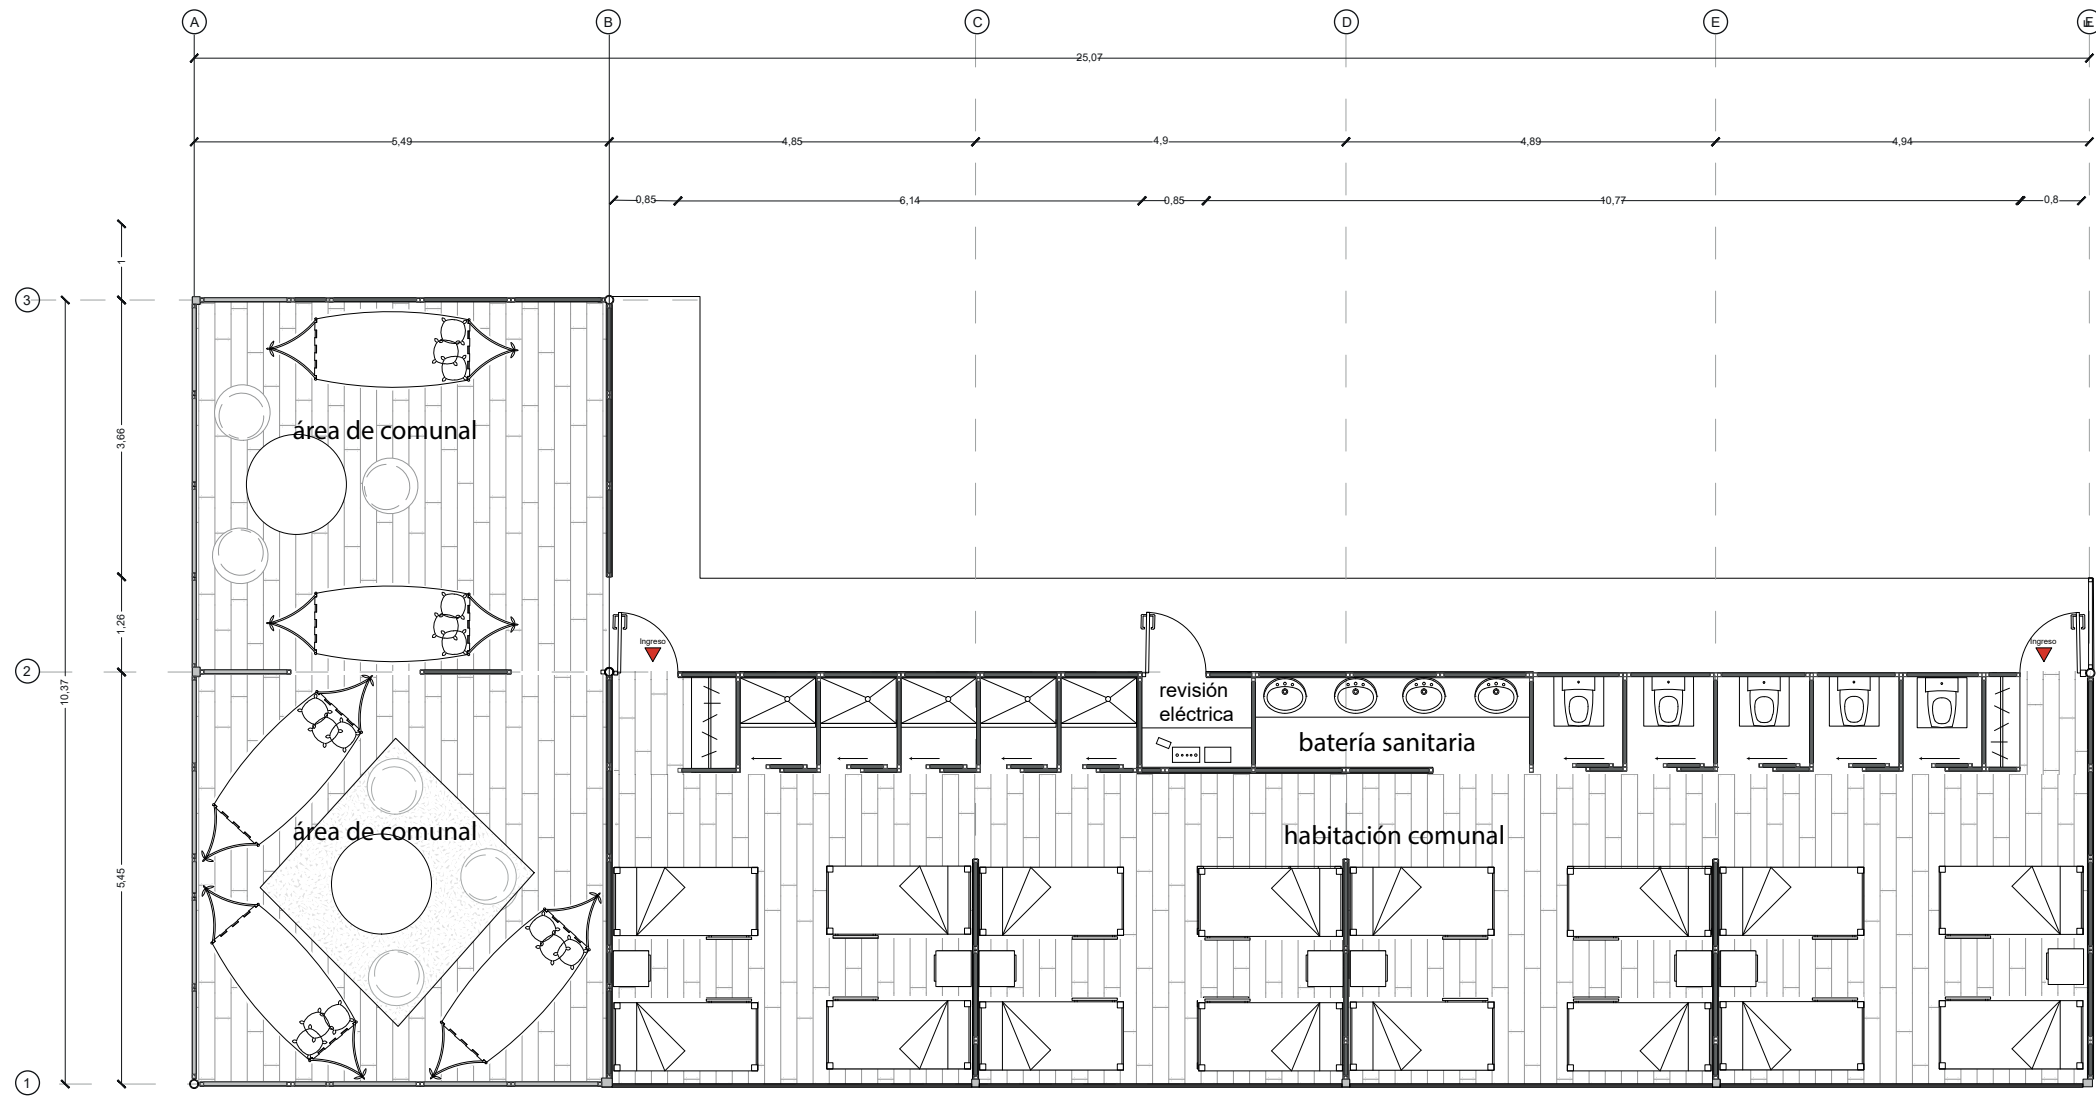 A B C D E F
25,07
5,49 4,85 4,9 4,89 4,94
0,85 6,14 0,85 10,77 0,8
1
3
3,66
área de comunal
1,26
Ingreso
Ingreso
2
10,37
revisión
eléctrica
batería sanitaria
área de comunal
habitación comunal
5,45
1